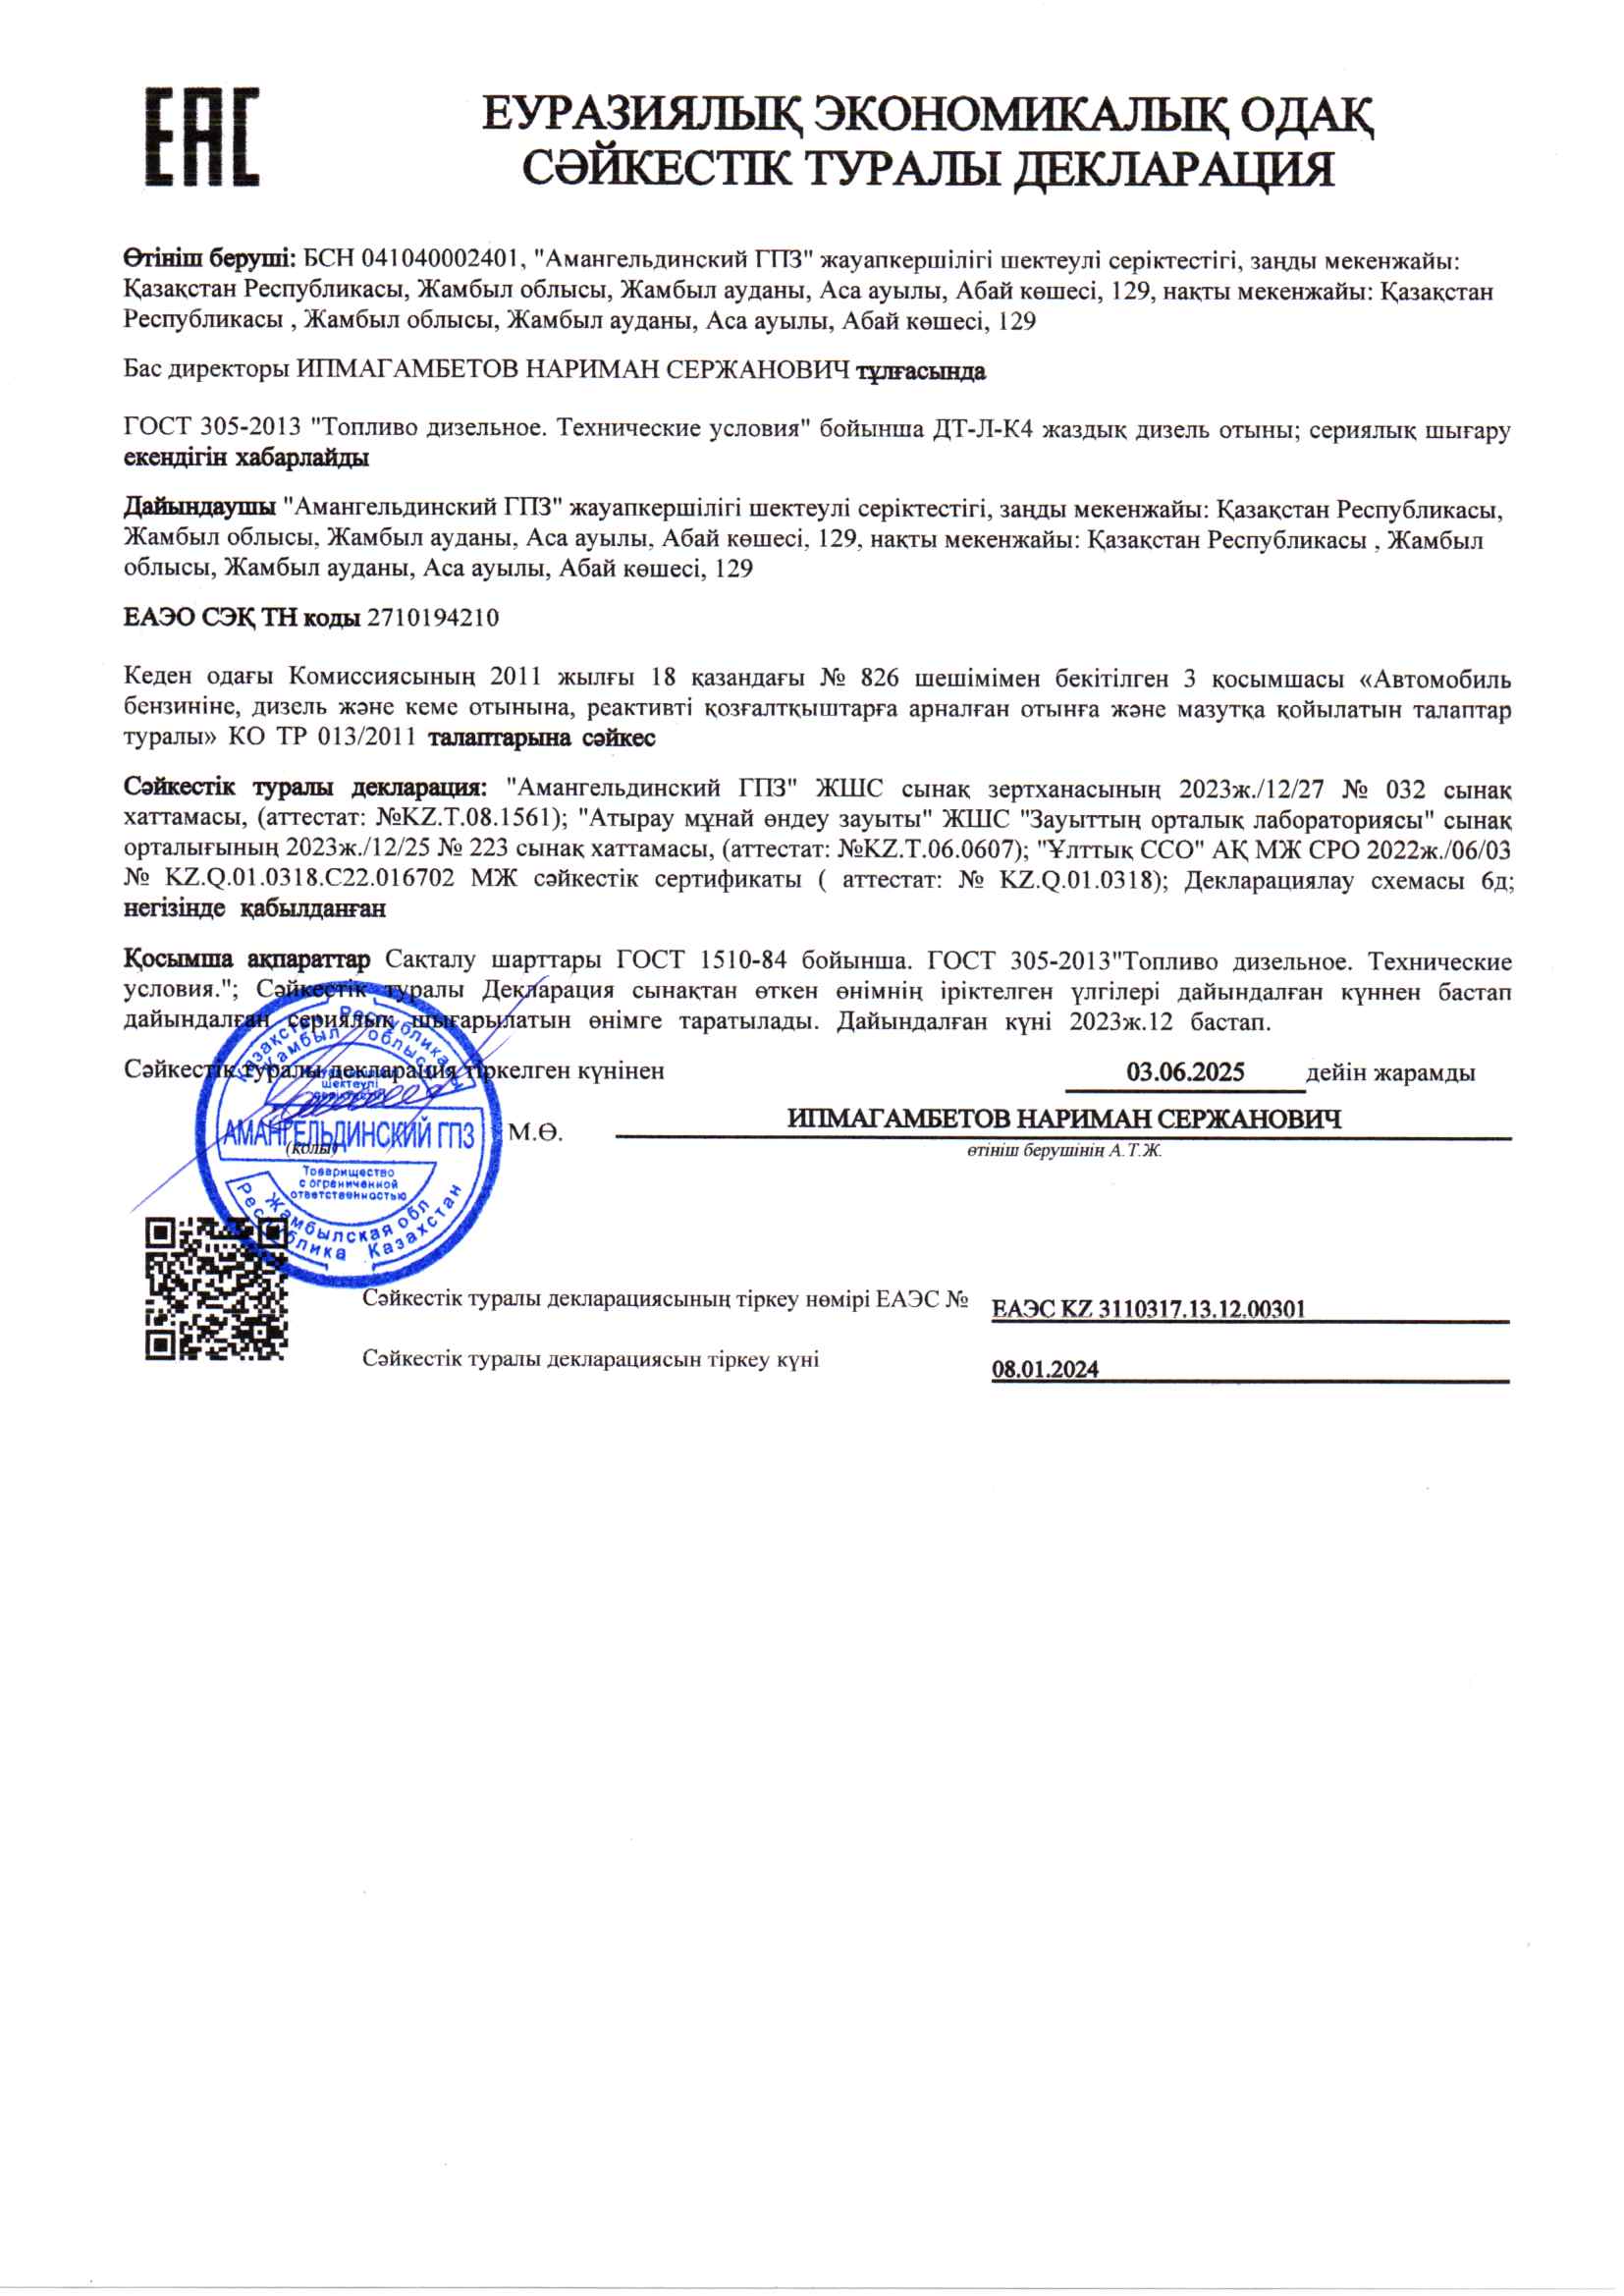 ЕАС
ЕУРАЗИЯЛЫҚ ЭКОНОМИКАЛЫҚ ОДАҚ
СӘЙКЕСТІК ТУРАЛЫ ДЕКЛАРАЦИЯ
Өтініш беруші: БСН 041040002401, "Амангельдинский ГПЗ" жауапкершілігі шектеулі серіктестігі, заңды мекенжайы:
Қазақстан Республикасы, Жамбыл облысы, Жамбыл ауданы, Аса ауылы, Абай көшесі, 129, нақты мекенжайы: Қазақстан
Республикасы , Жамбыл облысы, Жамбыл ауданы, Аса ауылы, Абай көшесі, 129
Бас директоры ИПМАГАМБЕТОВ НАРИМАН СЕРЖАНОВИЧ тұлғасында
ГОСТ 305-2013 "Топливо дизельное. Технические условия" бойынша ДТ-Л-К4 жаздық дизель отыны; сериялық шығару
екендігін хабарлайды
Дайындаушы "Амангельдинский ГПЗ" жауапкершілігі шектеулі серіктестігі, заңды мекенжайы: Қазақстан Республикасы,
Жамбыл облысы, Жамбыл ауданы, Аса ауылы, Абай көшесі, 129, нақты мекенжайы: Қазақстан Республикасы , Жамбыл
облысы, Жамбыл ауданы, Аса ауылы, Абай көшесі, 129
ЕАЭО СЭҚ ТН коды 2710194210
Кеден одағы Комиссиясының 2011 жылғы 18 қазандағы № 826 шешімімен бекітілген 3 қосымшасы «Автомобиль
бензиніне, дизель және кеме отынына, реактивті қозғалтқыштарға арналған отынға және мазутқа қойылатын талаптар
туралы» КО ТР 013/2011 талаптарына сәйкес
Сәйкестік туралы декларация: "Амангельдинский ГПЗ" ЖШС сынақ зертханасының 2023ж./12/27 № 032 сынақ
хаттамасы, (аттестат: №KZ.T.08.1561); "Атырау мұнай өндеу зауыты" ЖШС "Зауыттың орталық лабораториясы" сынақ
орталығының 2023ж./12/25 № 223 сынақ хаттамасы, (аттестат: №KZ.T.06.0607); "Ұлттық ССО" АҚ МЖ СРО 2022ж./06/03
№ KZ.Q.01.0318.C22.016702 МЖ сәйкестік сертификаты ( аттестат: № KZ.Q.01.0318); Декларациялау схемасы 6д;
негізінде қабылданған
Қосымша ақпараттар Сақталу шарттары ГОСТ 1510-84 бойынша. ГОСТ 305-2013"Топливо дизельное. Технические
условия."; Сәйкестік туралы Декларация сынақтан өткен өнімнің іріктелген үлгілері дайындалған күннен бастап
дайындалған сериялық шығарылатын өнімге таратылады. Дайындалған күні 2023ж.12 бастап.
Сәйкестік туралы декларация тіркелген күнінен 03.06.2025 дейін жарамды
Қазақстан Республикасы
Жамбыл облысы
шектеулі
АМАНГЕЛЬДИНСКИЙ ГПЗ
(қолы)
Товарищество
с ограниченной
ответственностью
Жамбылская обл
Республика Казахстан
М.Ө.
ИПМАГАМБЕТОВ НАРИМАН СЕРЖАНОВИЧ
өтініш берушінің А.Т.Ж.
Сәйкестік туралы декларациясының тіркеу нөмірі ЕАЭС № ЕАЭС KZ 3110317.13.12.00301
Сәйкестік туралы декларациясын тіркеу күні 08.01.2024